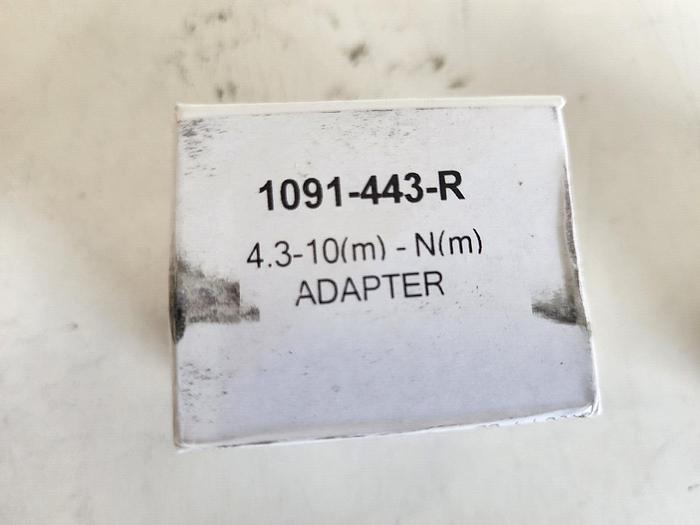 1091-443-R
4.3-10(m) - N(m)
ADAPTER